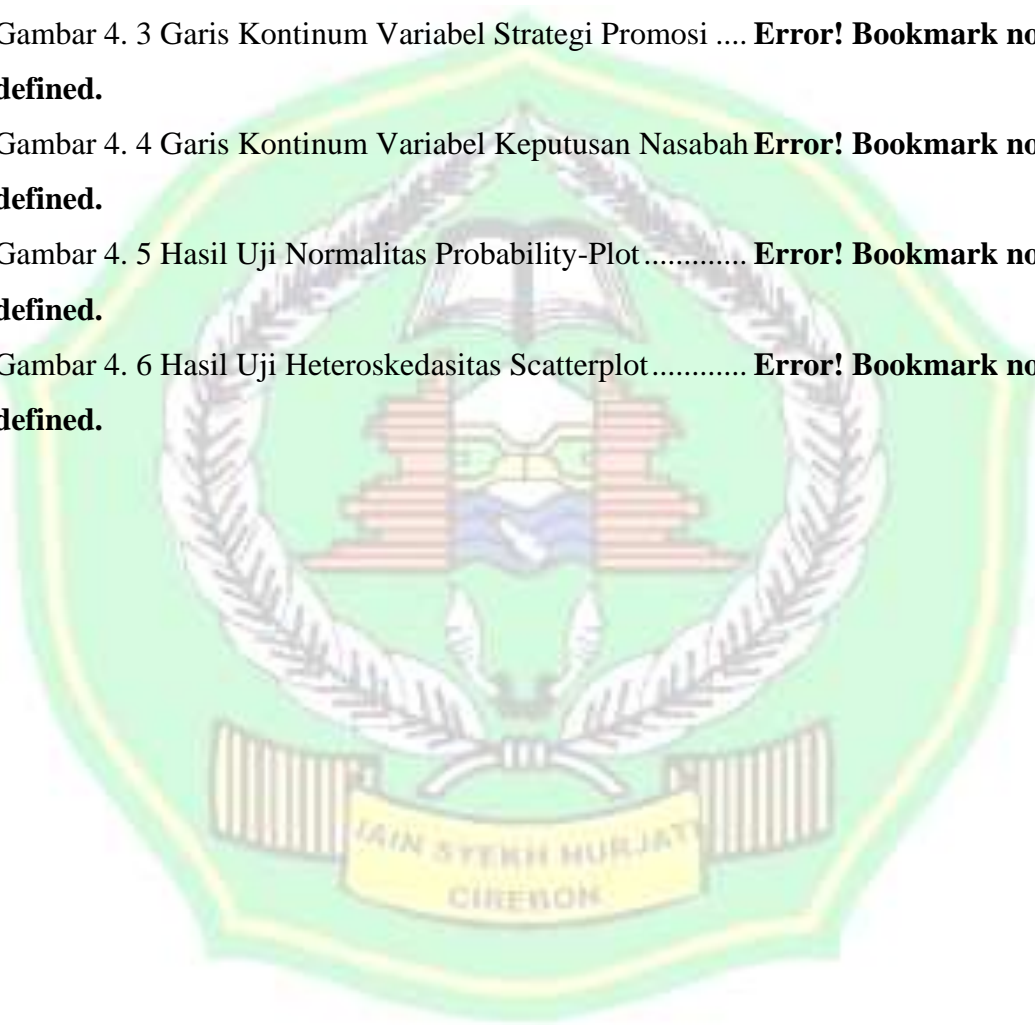 Gambar 4. 3 Garis Kontinum Variabel Strategi Promosi .... Error! Bookmark no
defined.
Gambar 4. 4 Garis Kontinum Variabel Keputusan Nasabah Error! Bookmark no
defined.
Gambar 4. 5 Hasil Uji Normalitas Probability-Plot ............. Error! Bookmark no
defined.
Gambar 4. 6 Hasil Uji Heteroskedasitas Scatterplot ............ Error! Bookmark no
defined.
IAIN SYEKH NURJATI
CIREBON